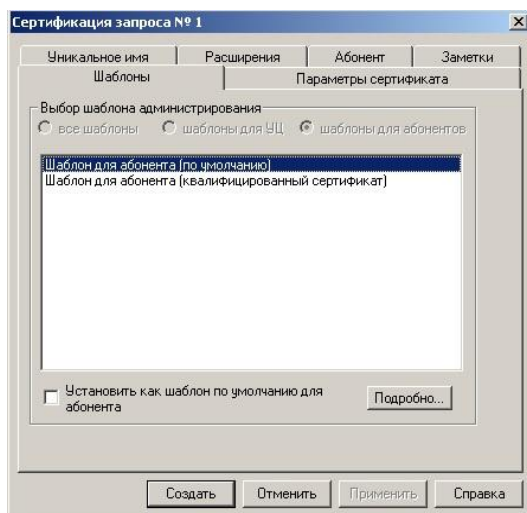 Сертификация запроса № 1
Уникальное имя Расширения Абонент Заметки
Шаблоны Параметры сертификата
Выбор шаблона администрирования
все шаблоны шаблоны для УЦ шаблоны для абонентов
Шаблон для абонента (по умолчанию)
Шаблон для абонента (квалифицированный сертификат)
Установить как шаблон по умолчанию для
абонента
Подробно...
Создать Отменить Применить Справка